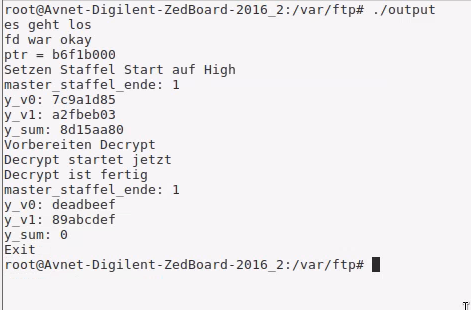 root@Avnet-Digilent-ZedBoard-2016_2:/var/ftp# ./output
es geht los
fd war okay
ptr = b6f1b000
Setzen Staffel Start auf High
master_staffel_ende: 1
y_v0: 7c9a1d85
y_v1: a2fbeb03
y_sum: 8d15aa80
Vorbereiten Decrypt
Decrypt startet jetzt
Decrypt ist fertig
master_staffel_ende: 1
y_v0: deadbeef
y_v1: 89abcdef
y_sum: 0
Exit
root@Avnet-Digilent-ZedBoard-2016_2:/var/ftp#